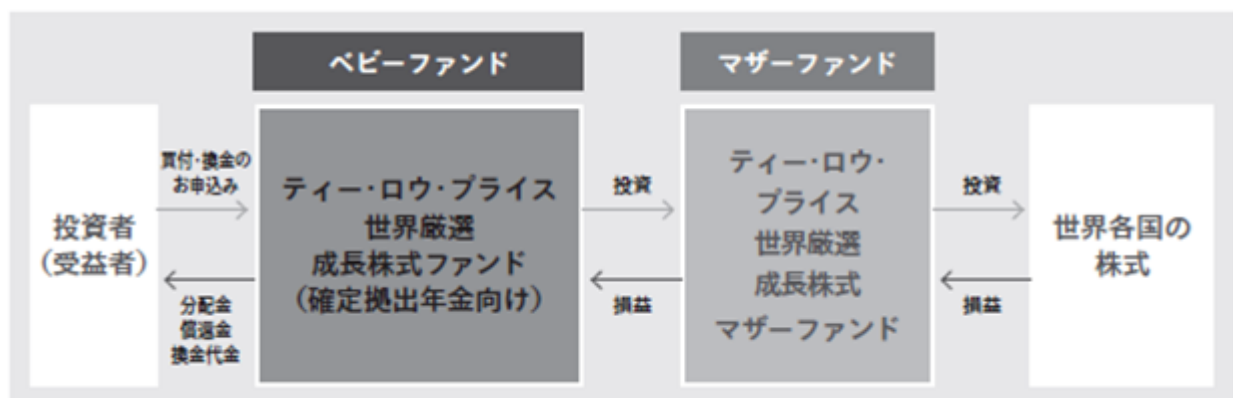 ベビーファンド
マザーファンド
投資者
（受益者）
買付・換金の
お申込み
分配金
償還金
換金代金
ティー・ロウ・プライス
世界厳選
成長株式ファンド
（確定拠出年金向け）
投資
損益
ティー・ロウ・
プライス
世界厳選
成長株式
マザーファンド
投資
損益
世界各国の
株式